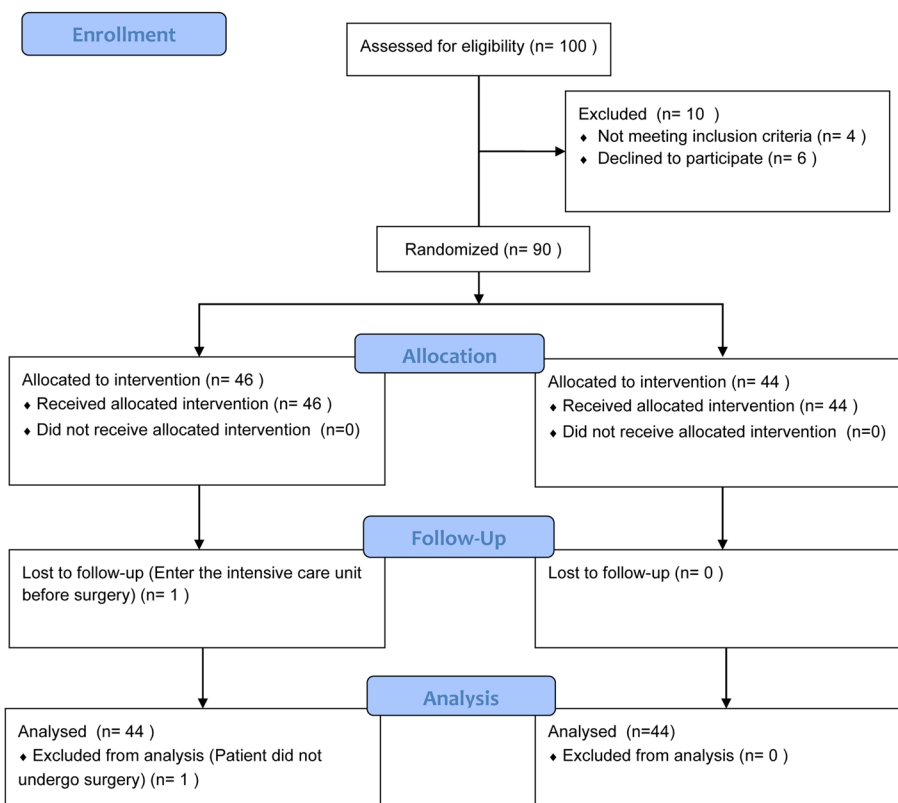 Enrollment
Assessed for eligibility (n= 100 )
Excluded (n= 10 )
♦ Not meeting inclusion criteria (n= 4 )
♦ Declined to participate (n= 6 )
Randomized (n= 90 )
Allocation
Allocated to intervention (n= 46 )
♦ Received allocated intervention (n= 46 )
♦ Did not receive allocated intervention (n=0)
Allocated to intervention (n= 44 )
♦ Received allocated intervention (n= 44 )
♦ Did not receive allocated intervention (n=0)
Follow-Up
Lost to follow-up (Enter the intensive care unit
before surgery) (n= 1 )
Lost to follow-up (n= 0 )
Analysis
Analysed (n= 44 )
♦ Excluded from analysis (Patient did not
undergo surgery) (n= 1 )
Analysed (n=44)
♦ Excluded from analysis (n= 0 )